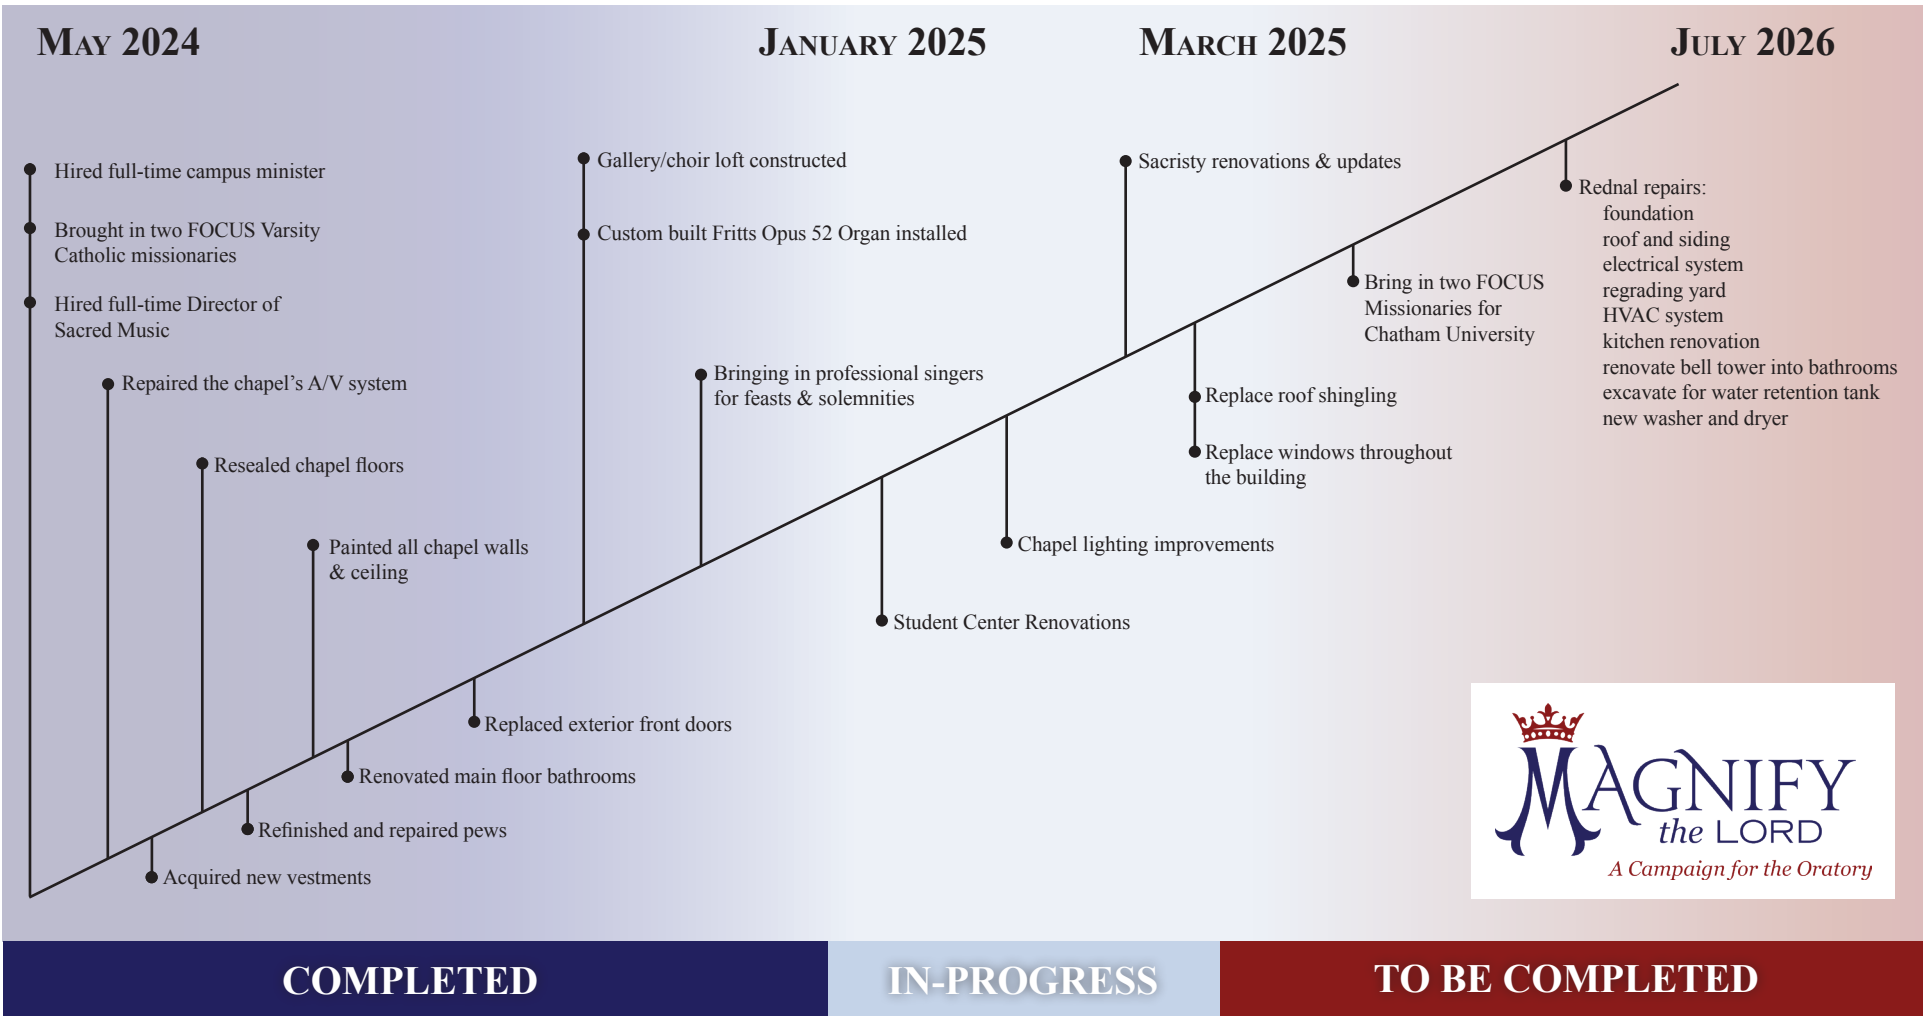 MAY 2024
JANUARY 2025
MARCH 2025
JULY 2026
Hired full-time campus minister
Brought in two FOCUS Varsity
Catholic missionaries
Hired full-time Director of
Sacred Music
Repaired the chapel’s A/V system
Resealed chapel floors
Painted all chapel walls
& ceiling
Acquired new vestments
Refinished and repaired pews
Renovated main floor bathrooms
Replaced exterior front doors
Gallery/choir loft constructed
Custom built Fritts Opus 52 Organ installed
Bringing in professional singers
for feasts & solemnities
Student Center Renovations
Chapel lighting improvements
Sacristy renovations & updates
Replace roof shingling
Replace windows throughout
the building
Bring in two FOCUS
Missionaries for
Chatham University
Rednal repairs:
foundation
roof and siding
electrical system
regrading yard
HVAC system
kitchen renovation
renovate bell tower into bathrooms
excavate for water retention tank
new washer and dryer
MAGNIFY
the LORD
A Campaign for the Oratory
COMPLETED
IN-PROGRESS
TO BE COMPLETED